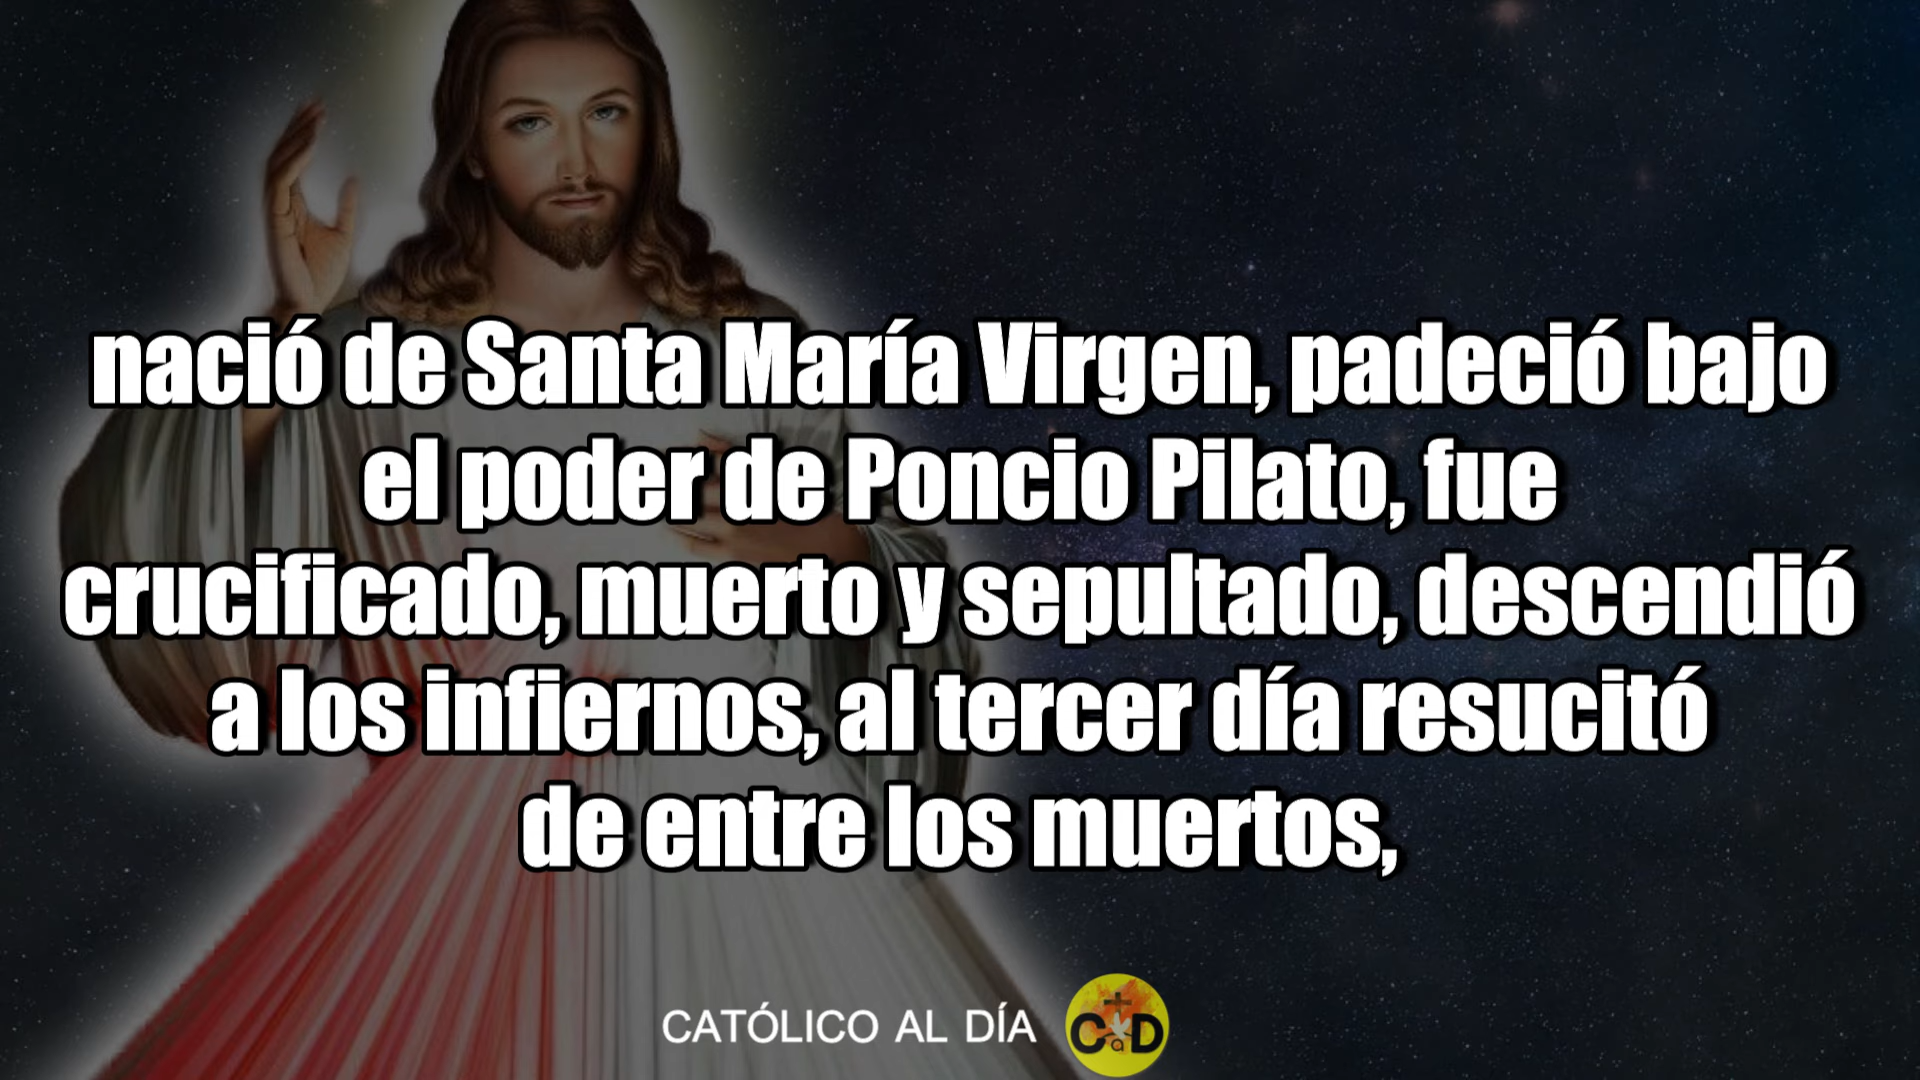 nació de Santa María Virgen, padeció bajo
el poder de Poncio Pilato, fue
crucificado, muerto y sepultado, descendió
a los infiernos, al tercer día resucitó
de entre los muertos,
CATÓLICO AL DÍA
CaD